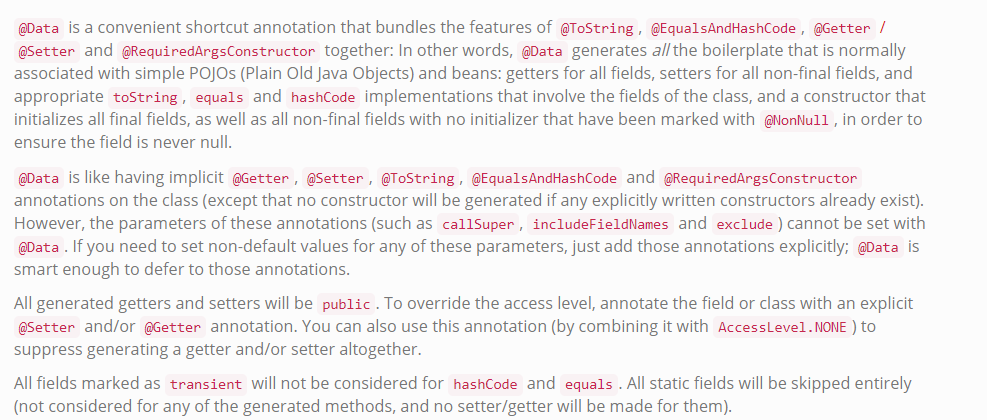 @Data is a convenient shortcut annotation that bundles the features of @ToString, @EqualsAndHashCode, @Getter /
@Setter and @RequiredArgsConstructor together: In other words, @Data generates all the boilerplate that is normally
associated with simple POJOs (Plain Old Java Objects) and beans: getters for all fields, setters for all non-final fields, and
appropriate toString, equals and hashCode implementations that involve the fields of the class, and a constructor that
initializes all final fields, as well as all non-final fields with no initializer that have been marked with @NonNull, in order to
ensure the field is never null.
@Data is like having implicit @Getter, @Setter, @ToString, @EqualsAndHashCode and @RequiredArgsConstructor
annotations on the class (except that no constructor will be generated if any explicitly written constructors already exist).
However, the parameters of these annotations (such as callSuper, includeFieldNames and exclude) cannot be set with
@Data. If you need to set non-default values for any of these parameters, just add those annotations explicitly; @Data is
smart enough to defer to those annotations.
All generated getters and setters will be public. To override the access level, annotate the field or class with an explicit
@Setter and/or @Getter annotation. You can also use this annotation (by combining it with AccessLevel.NONE) to
suppress generating a getter and/or setter altogether.
All fields marked as transient will not be considered for hashCode and equals. All static fields will be skipped entirely
(not considered for any of the generated methods, and no setter/getter will be made for them).